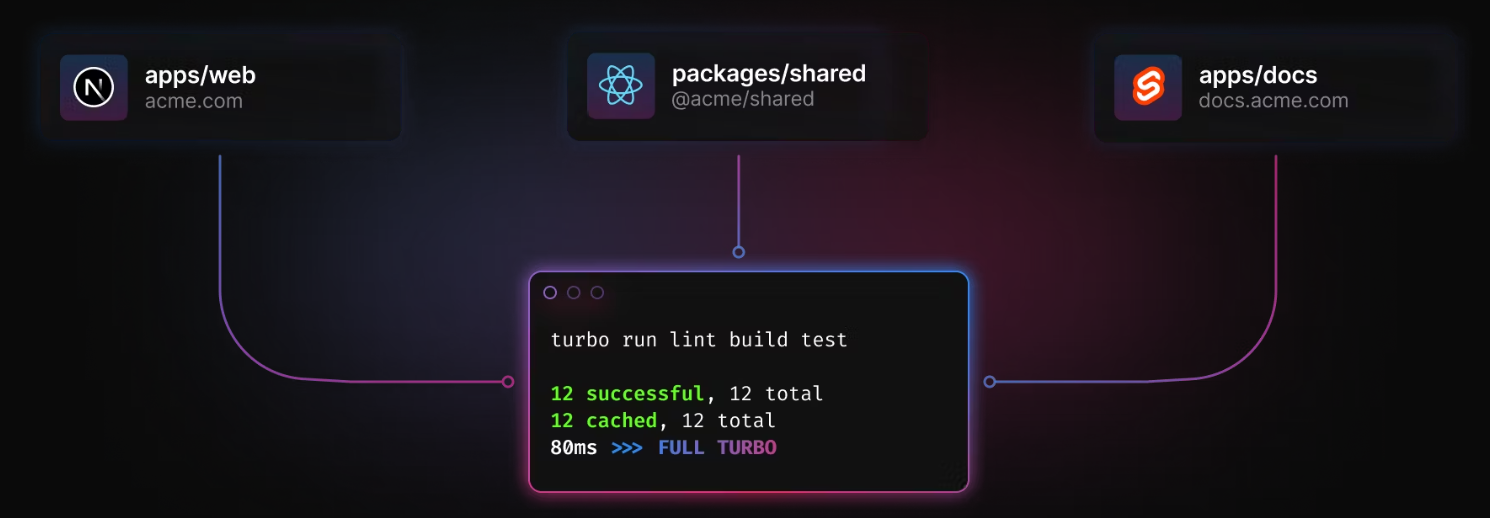 apps/web
acme.com
packages/shared
@acme/shared
apps/docs
docs.acme.com
turbo run lint build test
12 successful, 12 total
12 cached, 12 total
80ms >>> FULL TURBO